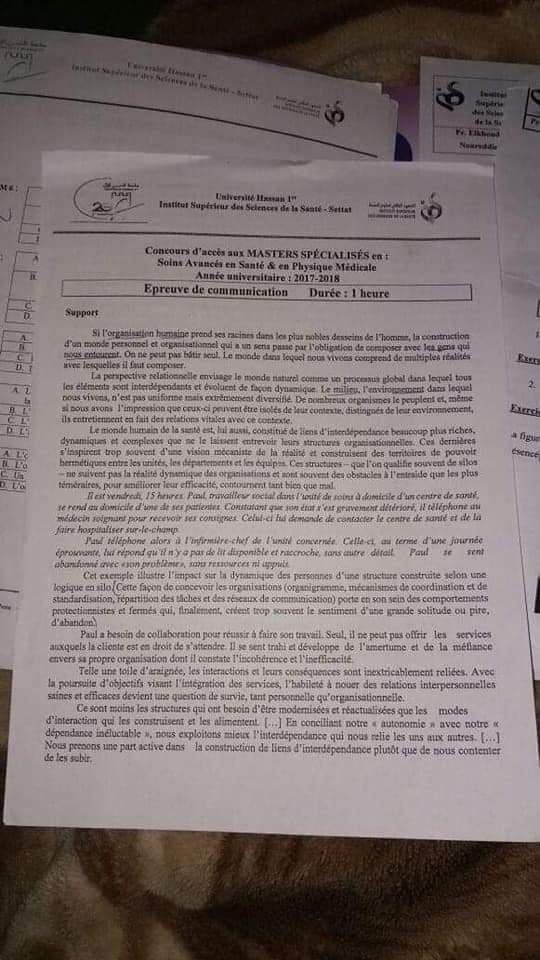 Université Hassan 1er
Institut Supérieur des Sciences de la Santé - Settat
Institut
Supérie
des Scien
de la Sa
Pr. Elkhoud
Noureddin
Université Hassan 1er
Institut Supérieur des Sciences de la Santé - Settat
Concours d'accès aux MASTERS SPÉCIALISÉS en :
Soins Avancés en Santé & en Physique Médicale
Année universitaire : 2017-2018
Epreuve de communication Durée : 1 heure
Support
Si l'organisation humaine prend ses racines dans les plus nobles desseins de l'homme, la construction
d'un monde personnel et organisationnel qui a un sens passe par l'obligation de composer avec les gens qui
nous entourent. On ne peut pas bâtir seul. Le monde dans lequel nous vivons comprend de multiples réalités
avec lesquelles il faut composer.
La perspective relationnelle envisage le monde naturel comme un processus global dans lequel tous
les éléments sont interdépendants et évoluent de façon dynamique. Le milieu, l'environnement dans lequel
nous vivons, n'est pas uniforme mais extrêmement diversifié. De nombreux organismes le peuplent et, même
si nous avons l'impression que ceux-ci peuvent être isolés de leur contexte, distingués de leur environnement,
ils entretiennent en fait des relations vitales avec ce contexte.
Le monde humain de la santé est, lui aussi, constitué de liens d'interdépendance beaucoup plus riches,
dynamiques et complexes que ne le laissent entrevoir leurs structures organisationnelles. Ces dernières
s'inspirent trop souvent d'une vision mécaniste de la réalité et construisent des territoires de pouvoir
hermétiques entre les unités, les départements et les équipes. Ces structures – que l'on qualifie souvent de silos
– ne suivent pas la réalité dynamique des organisations et sont souvent des obstacles à l'entraide que les plus
téméraires, pour améliorer leur efficacité, contournent tant bien que mal.
Il est vendredi, 15 heures. Paul, travailleur social dans l'unité de soins à domicile d'un centre de santé,
se rend au domicile d'une de ses patientes. Constatant que son état s'est gravement détérioré, il téléphone au
médecin soignant pour recevoir ses consignes. Celui-ci lui demande de contacter le centre de santé et de la
faire hospitaliser sur-le-champ.
Paul téléphone alors à l'infirmière-chef de l'unité concernée. Celle-ci, au terme d'une journée
éprouvante, lui répond qu'il n'y a pas de lit disponible et raccroche, sans autre détail. Paul se sent
abandonné avec «son problème», sans ressources ni appuis.
Cet exemple illustre l'impact sur la dynamique des personnes d'une structure construite selon une
logique en silo. Cette façon de concevoir les organisations (organigramme, mécanismes de coordination et de
standardisation, répartition des tâches et des réseaux de communication) porte en son sein des comportements
protectionnistes et fermés qui, finalement, créent trop souvent le sentiment d'une grande solitude ou pire,
d'abandon.
Paul a besoin de collaboration pour réussir à faire son travail. Seul, il ne peut offrir les services
auxquels la cliente est en droit de s'attendre. Il se sent trahi et développe de l'amertume et de la méfiance
envers sa propre organisation dont il constate l'incohérence et l'inefficacité.
Telle une toile d'araignée, les interactions et leurs conséquences sont inextricablement reliées. Avec
la poursuite d'objectifs visant l'intégration des services, l'habileté à nouer des relations interpersonnelles
saines et efficaces devient une question de survie, tant personnelle qu'organisationnelle.
Ce sont moins les structures qui ont besoin d'être modernisées et réactualisées que les modes
d'interaction qui les construisent et les alimentent. […] En conciliant notre « autonomie » avec notre «
dépendance inéluctable », nous exploitons mieux l'interdépendance qui nous relie les uns aux autres. […]
Nous prenons une part active dans la construction de liens d'interdépendance plutôt que de nous contenter
de les subir.